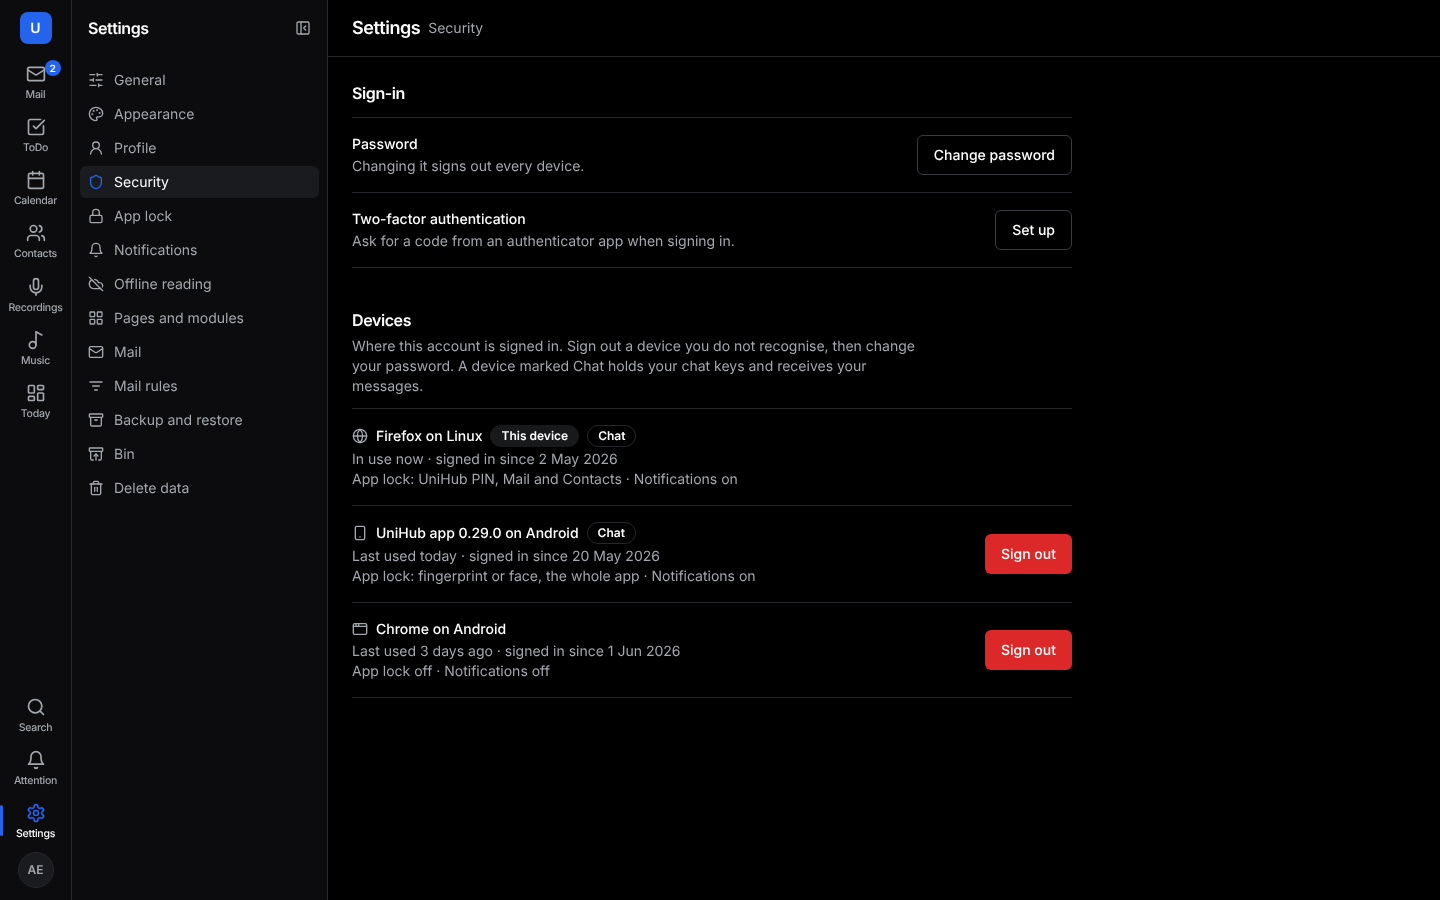 U
2
Mail
ToDo
Calendar
Contacts
Recordings
Music
Today
Search
Attention
Settings
AE
Settings
General
Appearance
Profile
Security
App lock
Notifications
Offline reading
Pages and modules
Mail
Mail rules
Backup and restore
Bin
Delete data
Settings Security
Sign-in
Password
Changing it signs out every device.
Change password
Two-factor authentication
Ask for a code from an authenticator app when signing in.
Set up
Devices
Where this account is signed in. Sign out a device you do not recognise, then change
your password. A device marked Chat holds your chat keys and receives your
messages.
Firefox on Linux This device Chat
In use now · signed in since 2 May 2026
App lock: UniHub PIN, Mail and Contacts · Notifications on
UniHub app 0.29.0 on Android Chat
Last used today · signed in since 20 May 2026
App lock: fingerprint or face, the whole app · Notifications on
Sign out
Chrome on Android
Last used 3 days ago · signed in since 1 Jun 2026
App lock off · Notifications off
Sign out